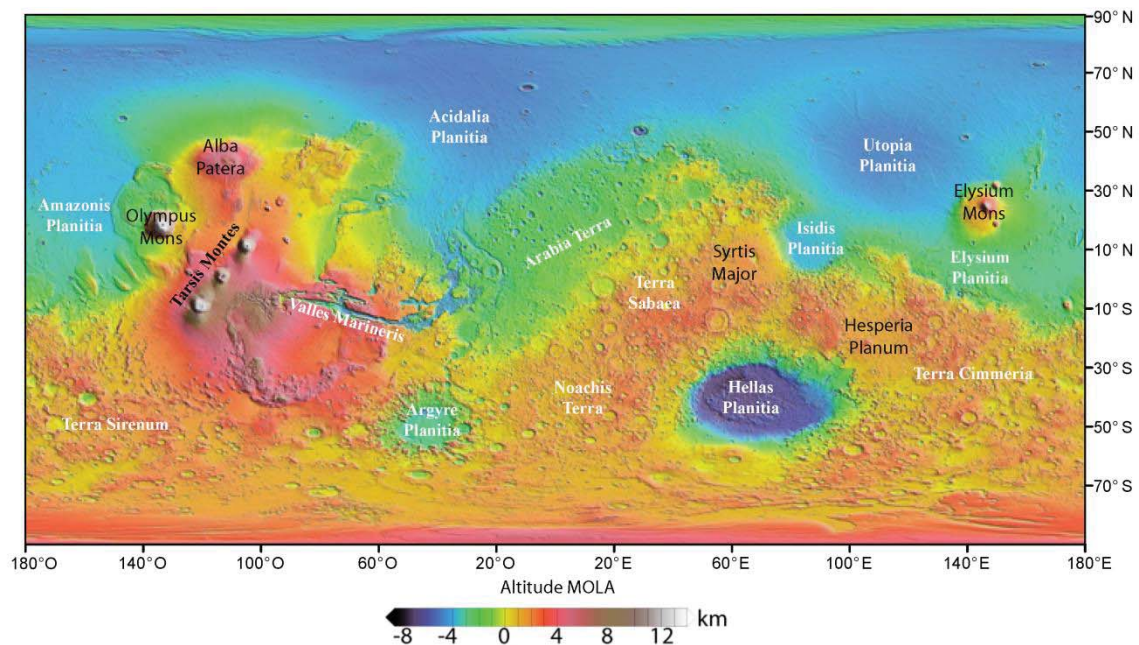 90° N
70° N
50° N
30° N
10° N
10° S
30° S
50° S
70° S
Acidalia
Planitia
Alba
Patera
Utopia
Planitia
Amazonis
Planitia
Olympus
Mons
Elysium
Mons
Tarsis Montes
Arabia Terra
Isidis
Planitia
Syrtis
Major
Elysium
Planitia
Terra
Sabaea
Valles Marineris
Hesperia
Planum
Terra Cimmeria
Noachis
Terra
Hellas
Planitia
Argyre
Planitia
Terra Sirenum
180°O 140°O 100°O 60°O 20°O 20°E 60°E 100°E 140°E 180°E
Altitude MOLA
-8 -4 0 4 8 12 km